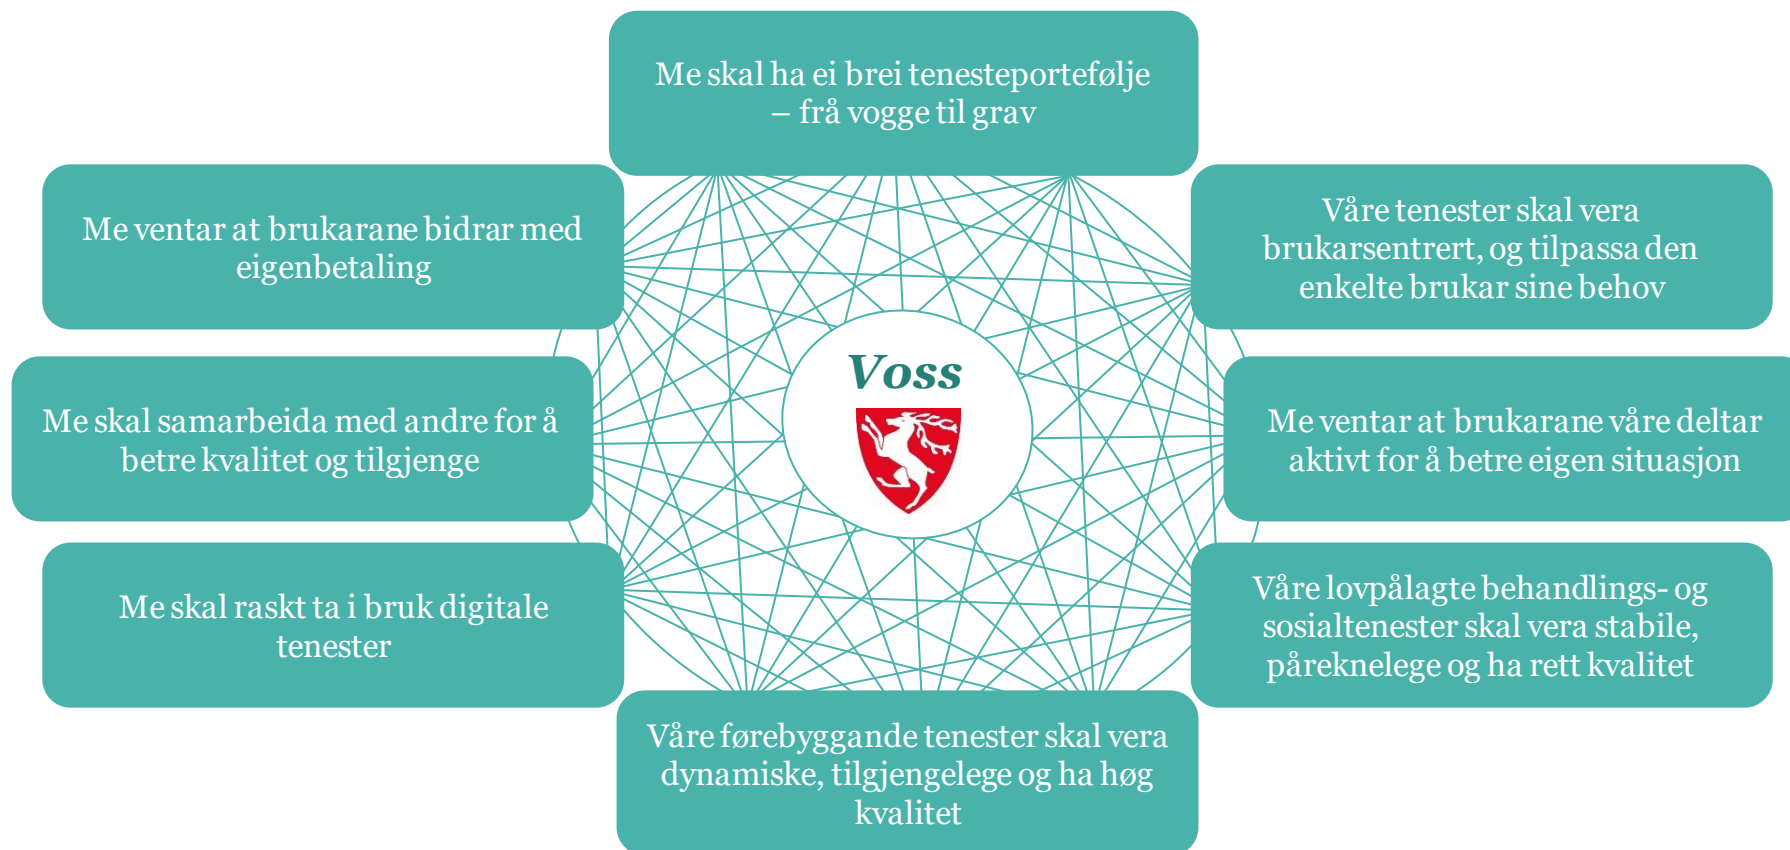 Me skal ha ei brei tenesteportefølje
– frå vogge til grav
Me ventar at brukarane bidrar med
eigenbetaling
Våre tenester skal vera
brukarsentrert, og tilpassa den
enkelte brukar sine behov
Voss
Me skal samarbeida med andre for å
betre kvalitet og tilgjenge
Me ventar at brukarane våre deltar
aktivt for å betre eigen situasjon
Me skal raskt ta i bruk digitale
tenester
Våre lovpålagte behandlings- og
sosialtenester skal vera stabile,
påreknelege og ha rett kvalitet
Våre førebyggande tenester skal vera
dynamiske, tilgjengelege og ha høg
kvalitet